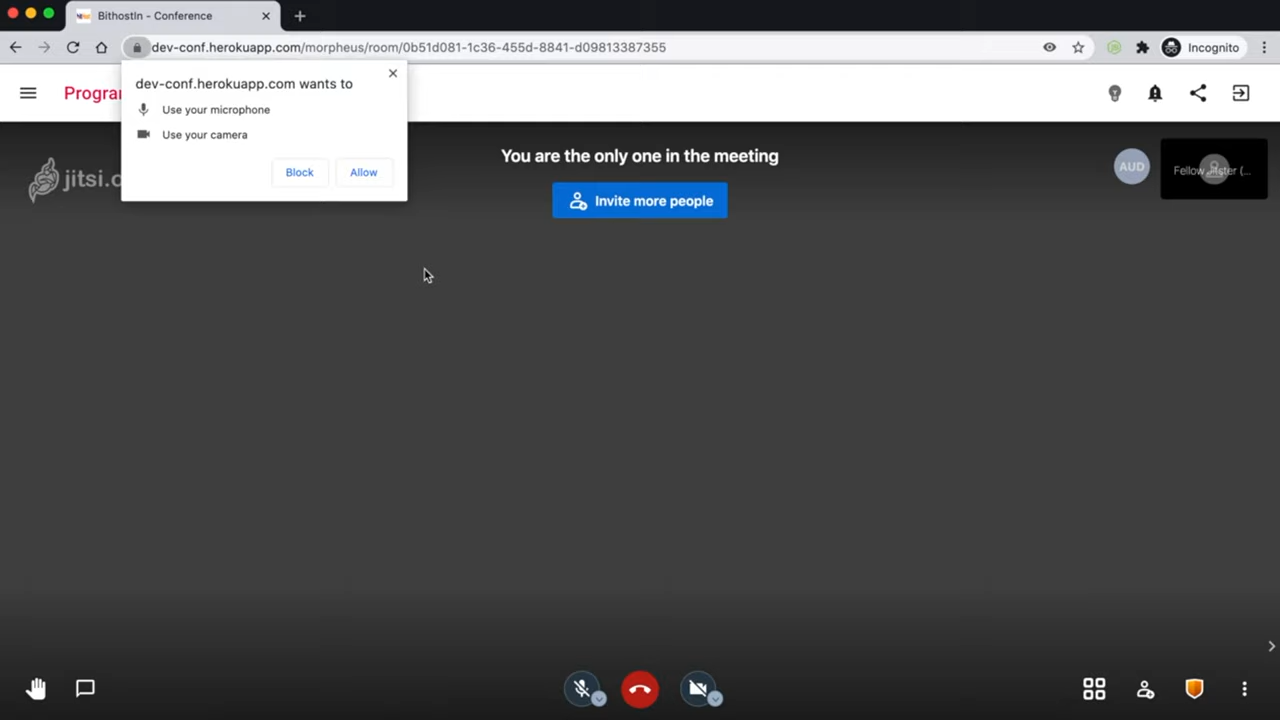 BithostIn - Conference
dev-conf.herokuapp.com/morpheus/room/0b51d081-1c36-455d-8841-d09813387355
Incognito
dev-conf.herokuapp.com wants to
Use your microphone
Use your camera
Block
Allow
Progra
jitsi.o
You are the only one in the meeting
Invite more people
AUD
Fellow